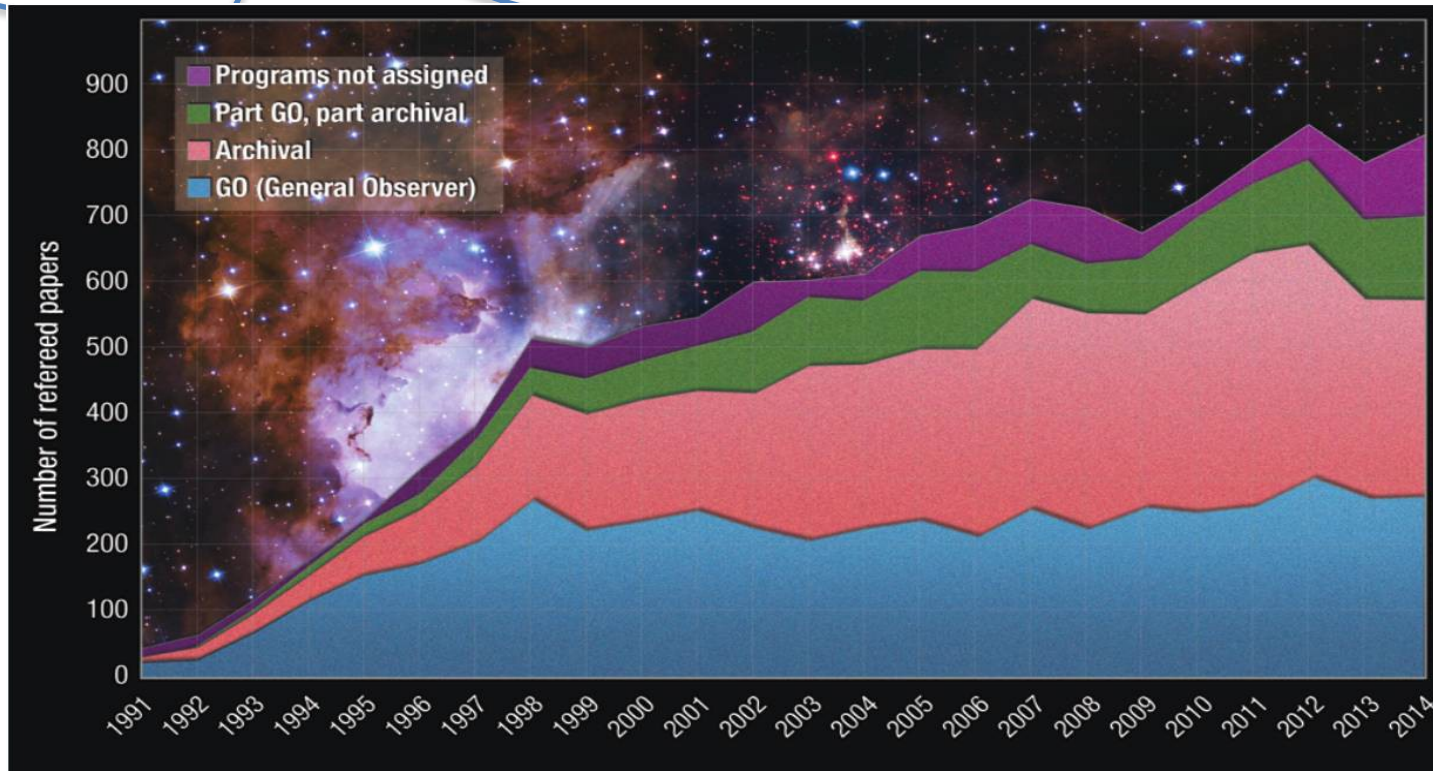 Programs not assigned
Part GO, part archival
Archival
GO (General Observer)
Number of refereed papers
900
800
700
600
500
400
300
200
100
0
1991 1992 1993 1994 1995 1996 1997 1998 1999 2000 2001 2002 2003 2004 2005 2006 2007 2008 2009 2010 2011 2012 2013 2014